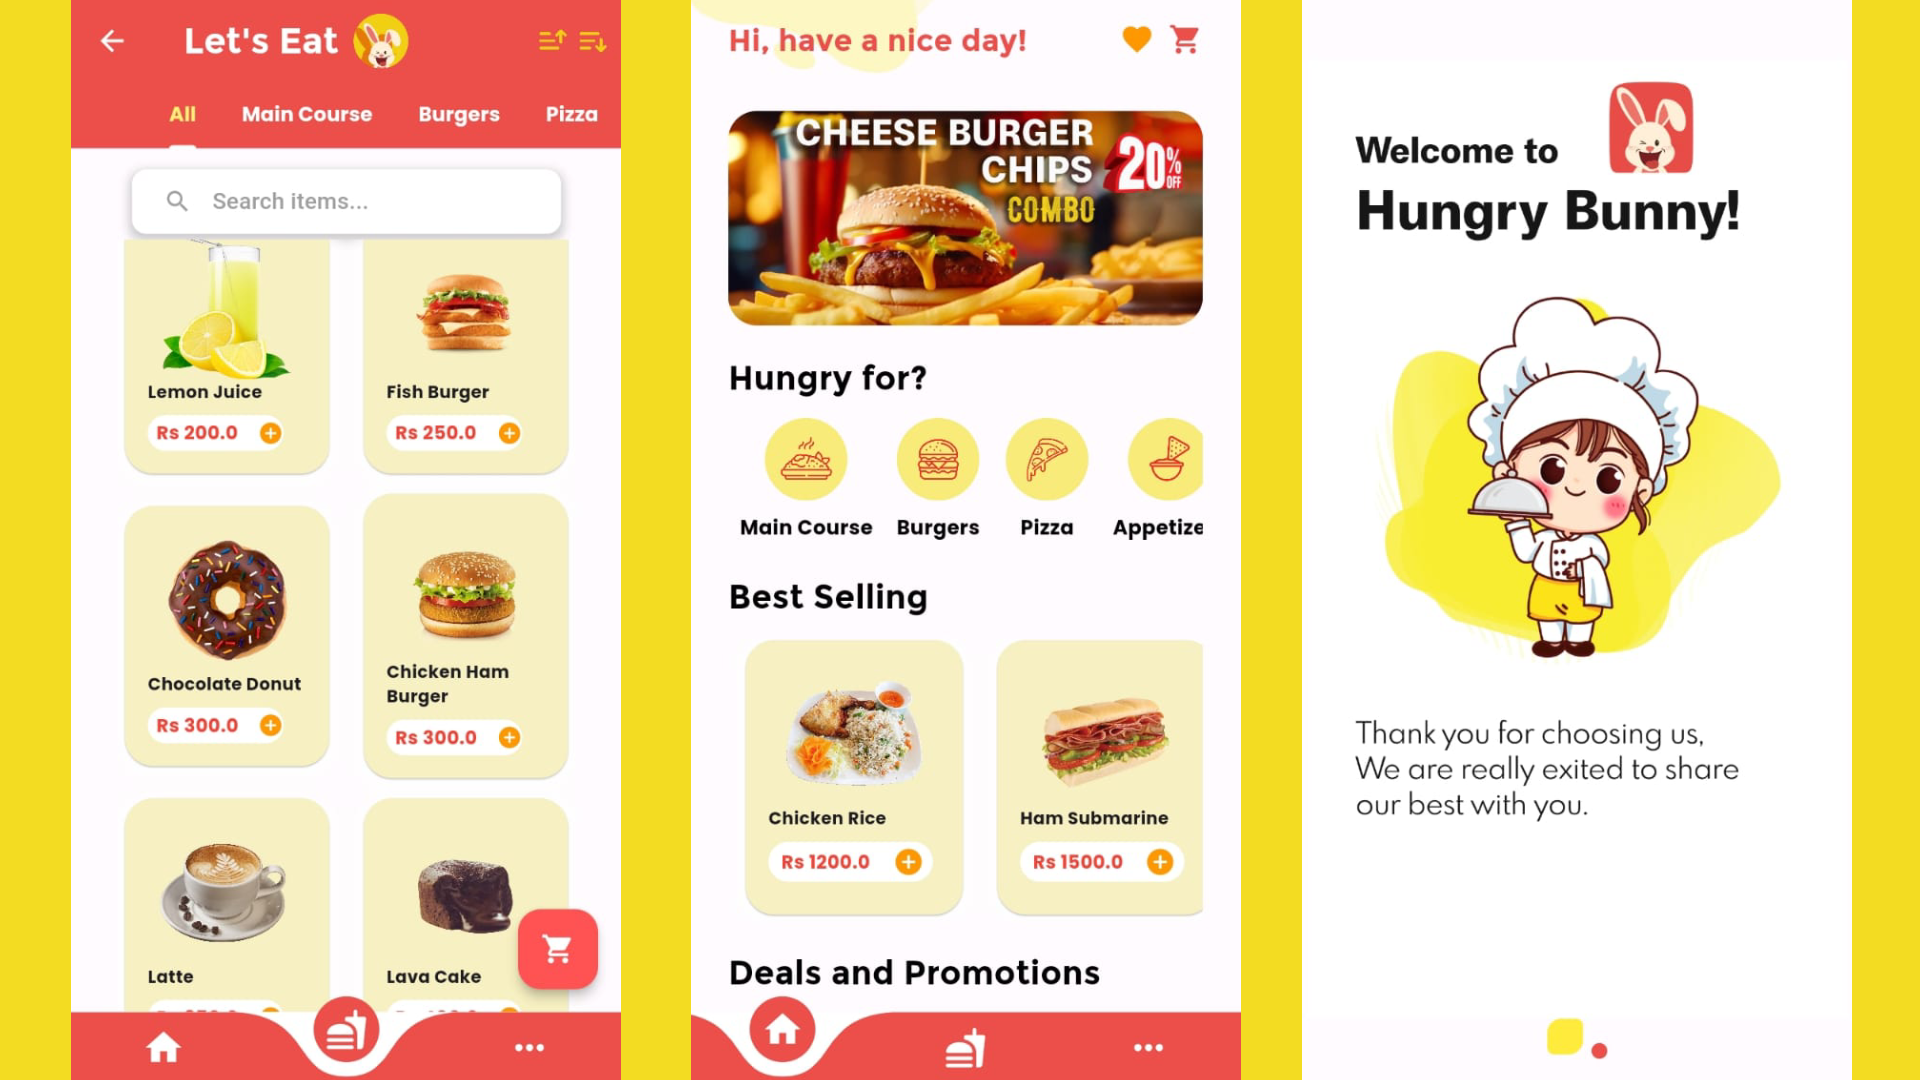 Let's Eat
All Main Course Burgers Pizza
Search items...
Lemon Juice
Rs 200.0
Fish Burger
Rs 250.0
Chocolate Donut
Rs 300.0
Chicken Ham
Burger
Rs 300.0
Latte
Lava Cake
Hi, have a nice day!
CHEESE BURGER
CHIPS
COMBO
20% OFF
Hungry for?
Main Course Burgers Pizza Appetize
Best Selling
Chicken Rice
Rs 1200.0
Ham Submarine
Rs 1500.0
Deals and Promotions
Welcome to
Hungry Bunny!
Thank you for choosing us,
We are really exited to share
our best with you.